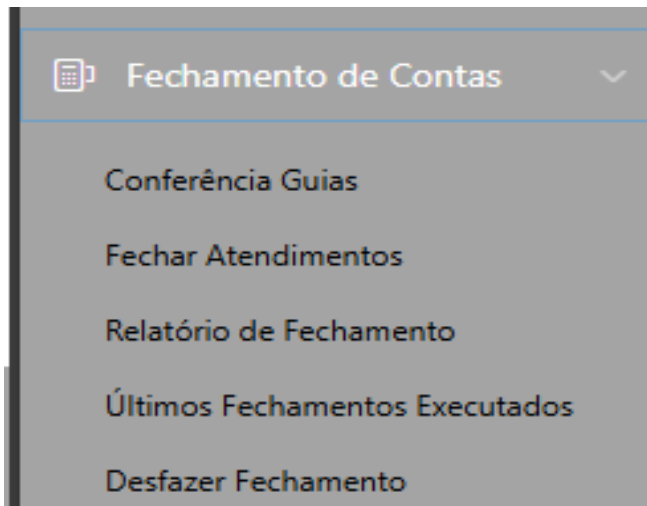 Fechamento de Contas
Conferência Guias
Fechar Atendimentos
Relatório de Fechamento
Últimos Fechamentos Executados
Desfazer Fechamento